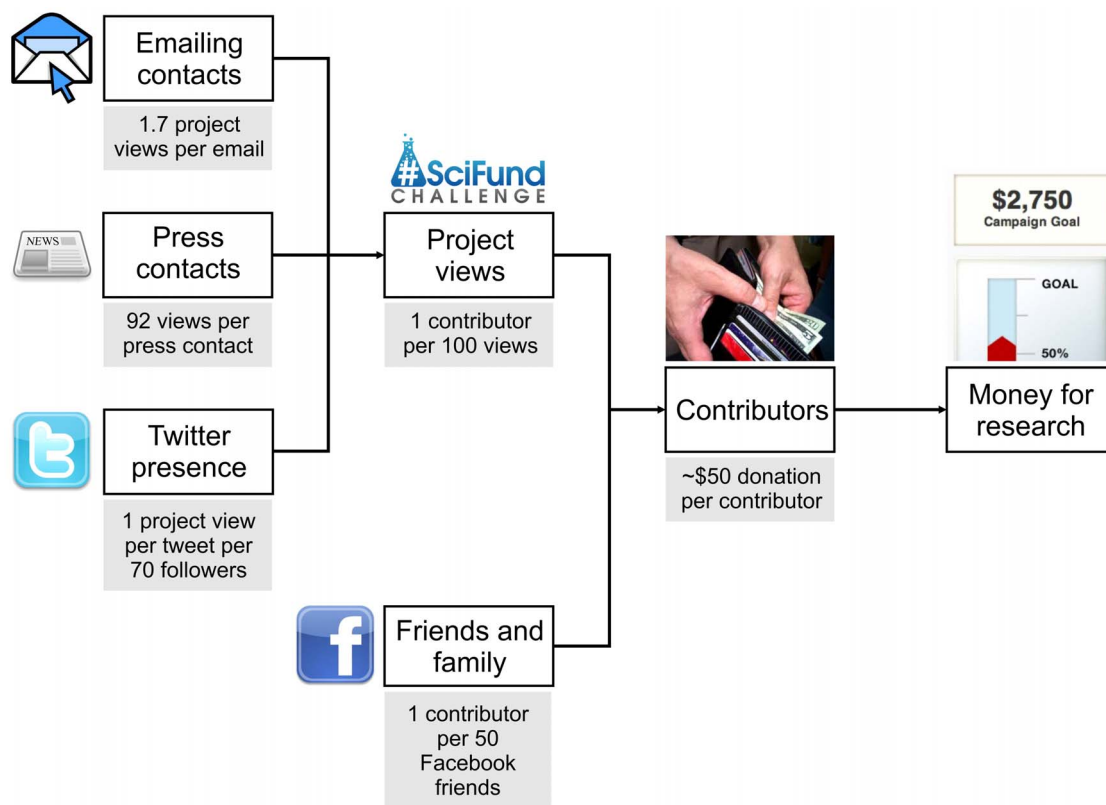 Emailing
contacts
1.7 project
views per email
NEWS
Press
contacts
92 views per
press contact
Twitter
presence
1 project view
per tweet per
70 followers
#SciFund
CHALLENGE
Project
views
1 contributor
per 100 views
Friends and
family
1 contributor
per 50
Facebook
friends
Contributors
~$50 donation
per contributor
$2,750
Campaign Goal
GOAL
50%
Money for
research